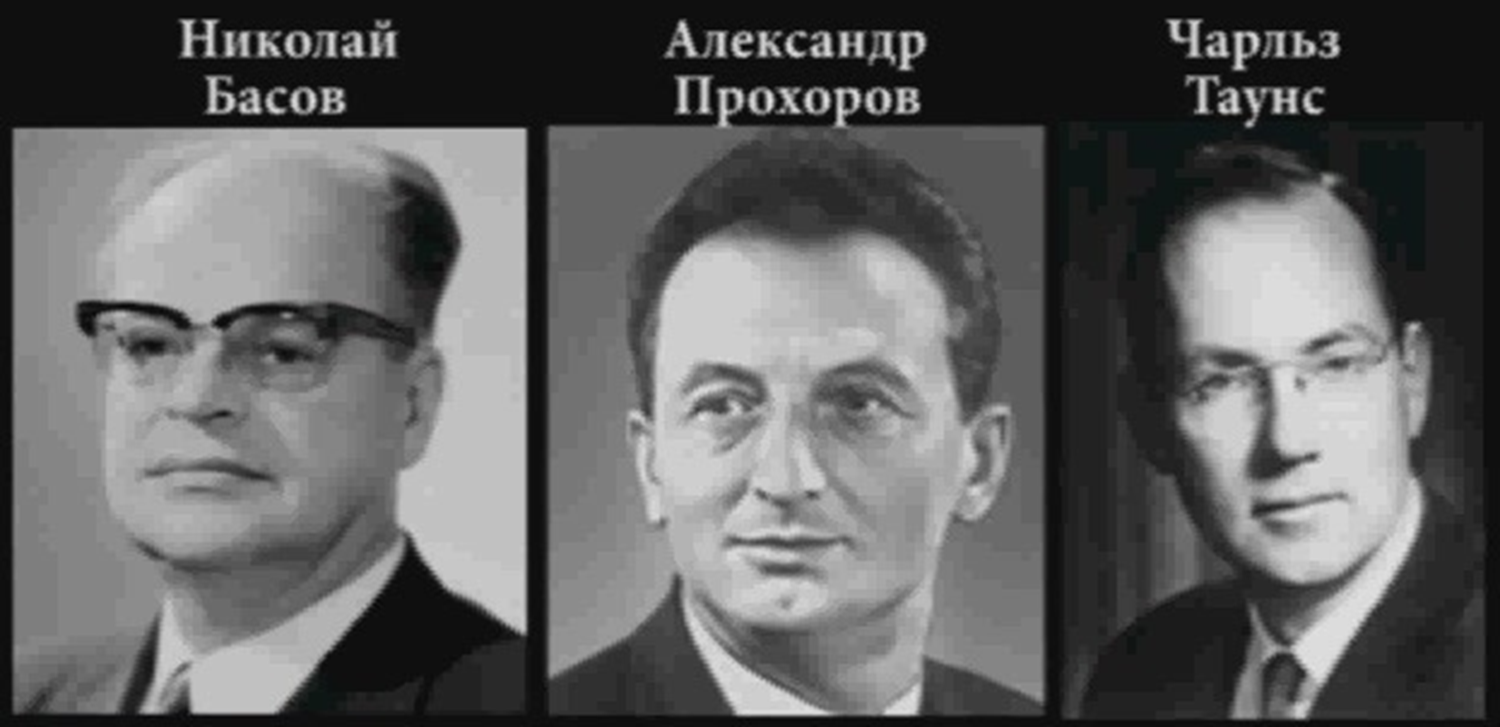 Николай
Басов
Александр
Прохоров
Чарльз
Таунс